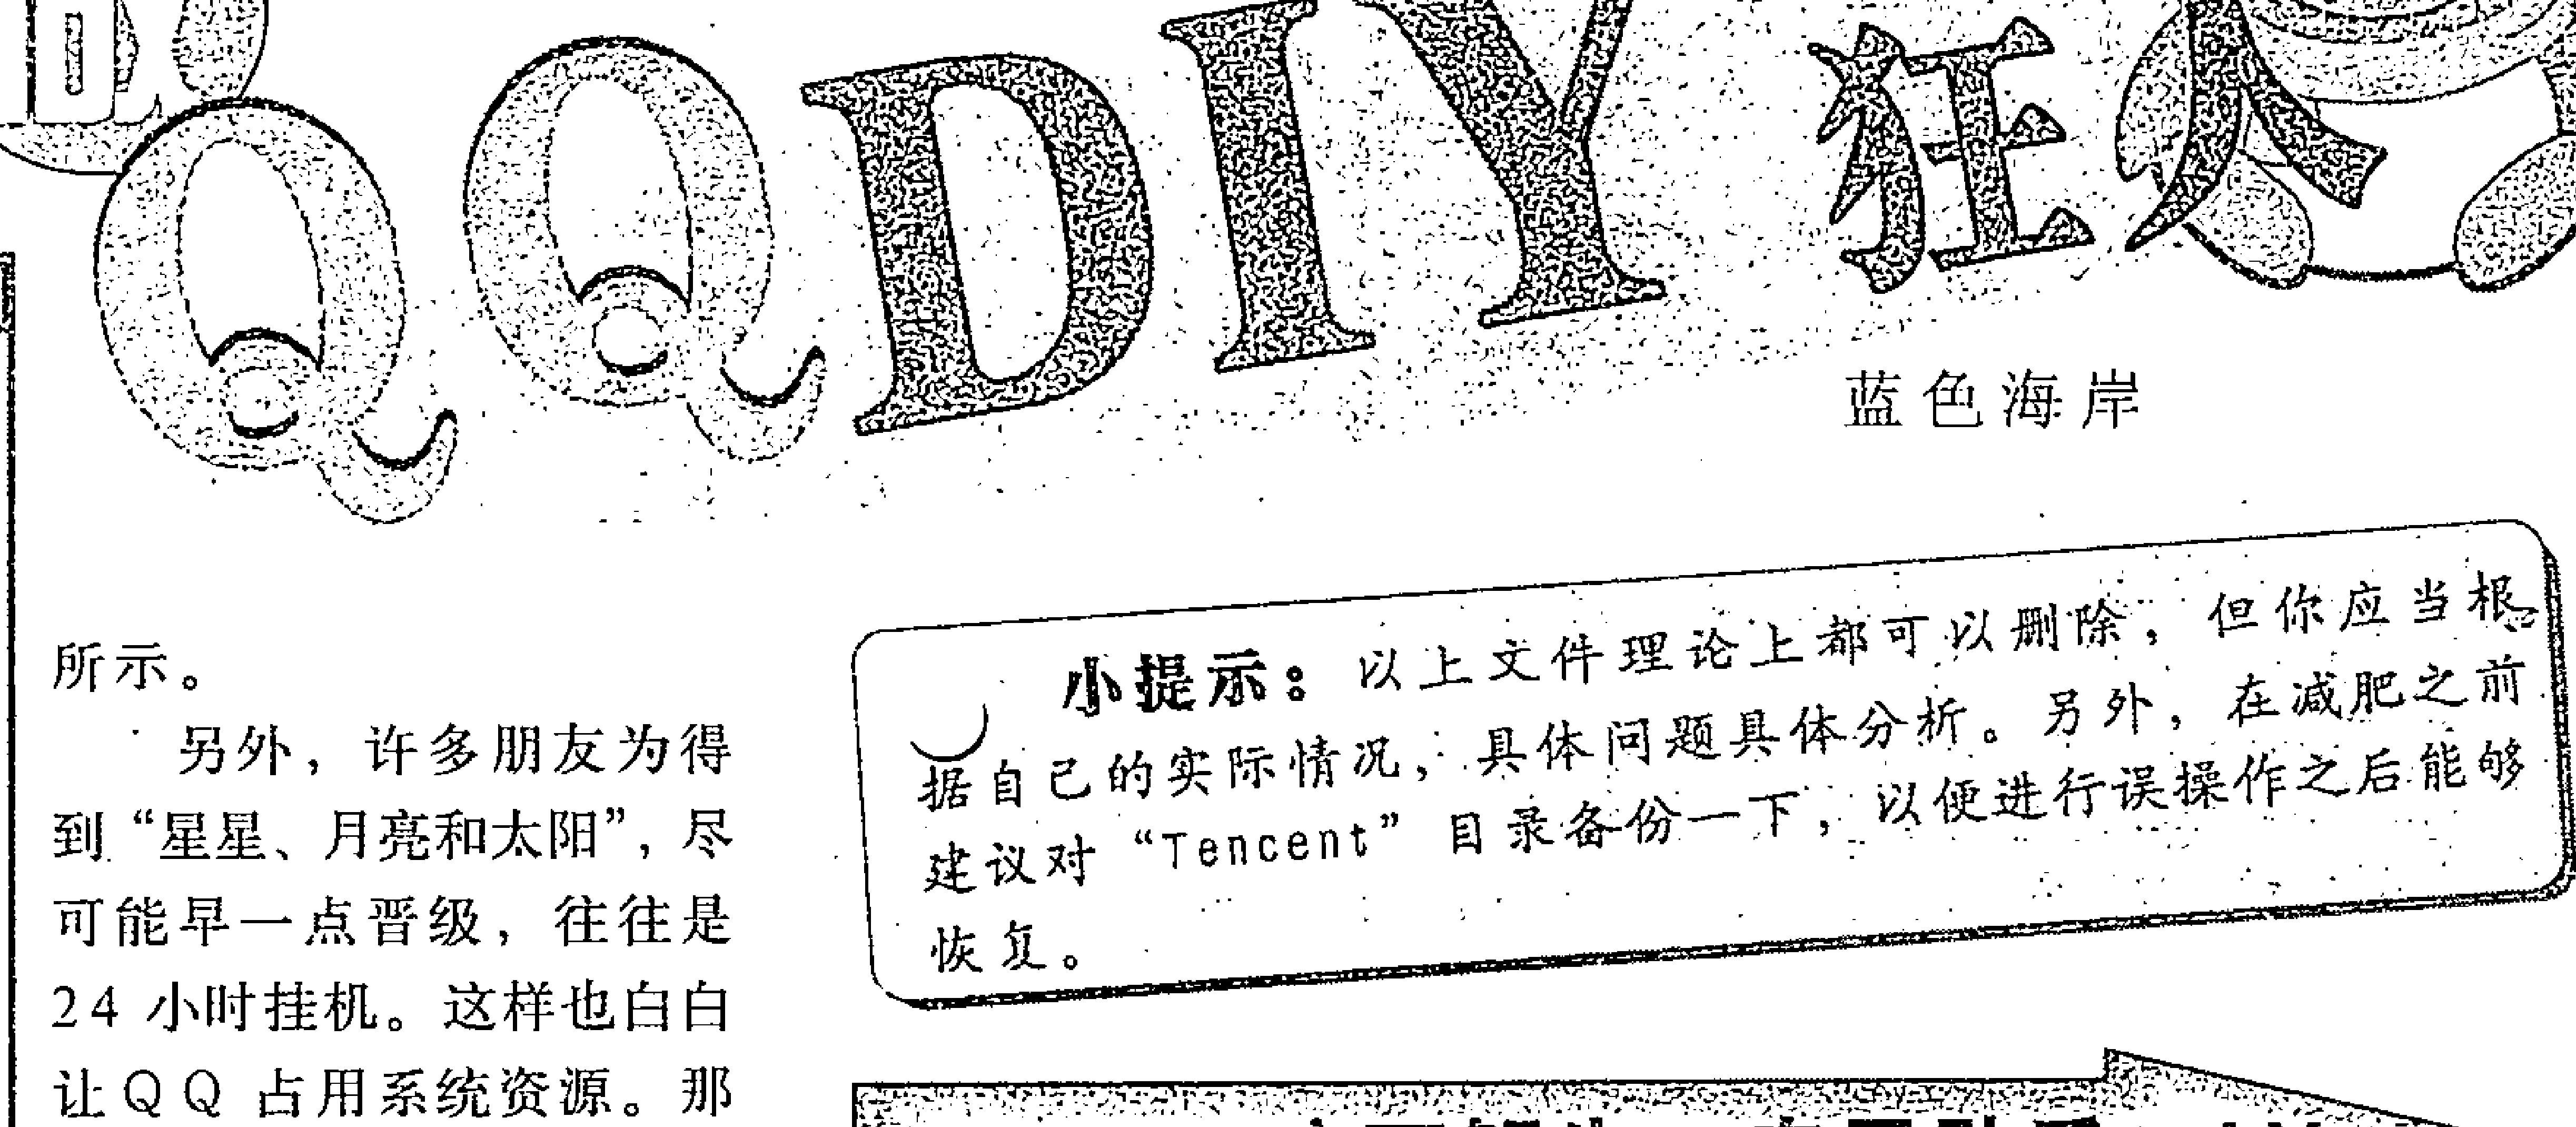 QQDIY狂人
蓝色海岸
所示。
另外，许多朋友为得
到“星星、月亮和太阳”，尽
可能早一点晋级，往往是
24 小时挂机。这样也白白
让QQ 占用系统资源。那
小提示：以上文件理论上都可以删除，但你应当根
据自己的实际情况，具体问题具体分析。另外，在减肥之前
建议对“Tencent”目录备份一下，以便进行误操作之后能够
恢复。